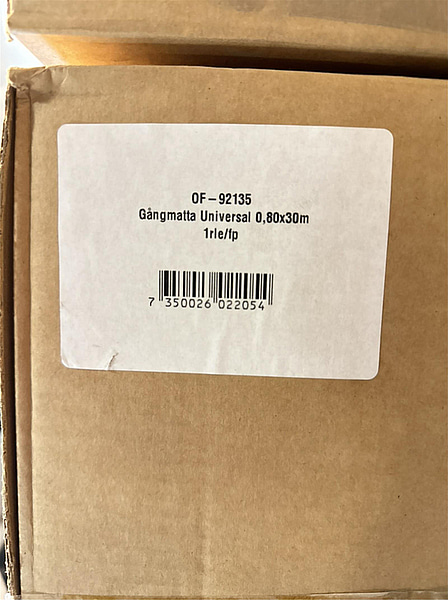 OF-92135
Gångmatta Universal 0,80x30m
1rle/fp
7 350026 022054